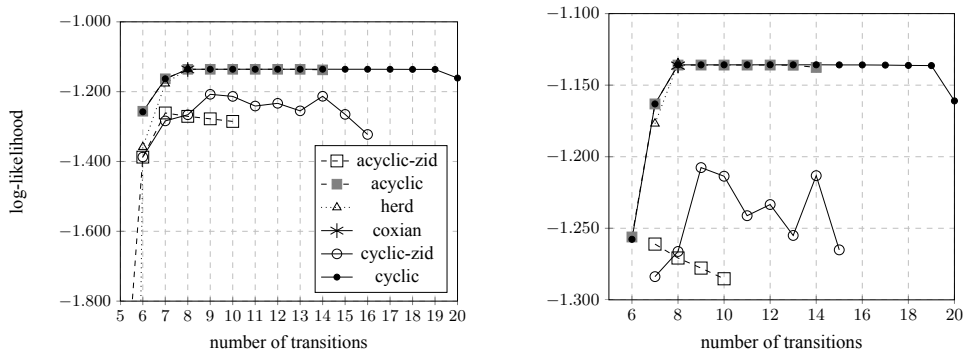 −1.000
−1.200
−1.400
−1.600
−1.800
log-likelihood
5 6 7 8 9 10 11 12 13 14 15 16 17 18 19 20
number of transitions
acyclic-zid
acyclic
herd
coxian
cyclic-zid
cyclic
−1.100
−1.150
−1.200
−1.250
−1.300
6 8 10 12 14 16 18 20
number of transitions